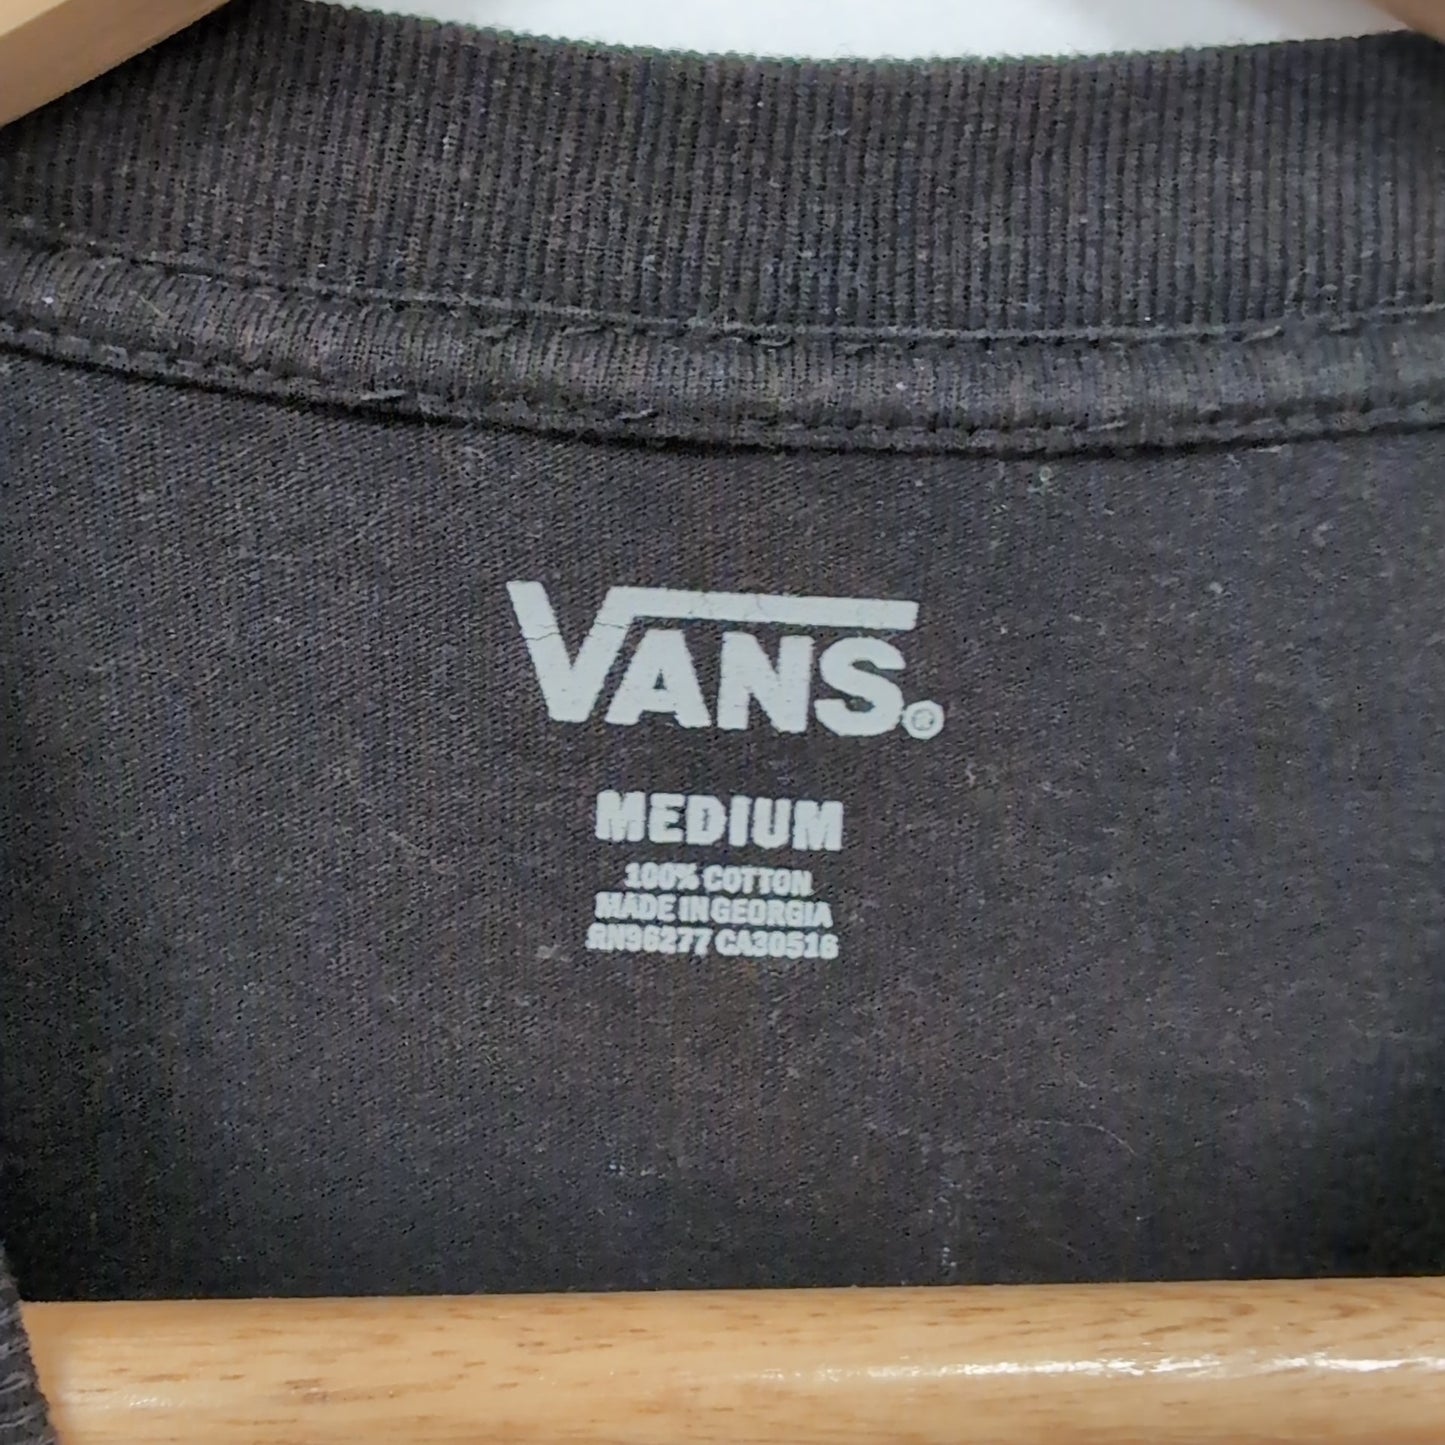 VANS®
MEDIUM
100% COTTON
MADE IN GEORGIA
RN96277 CA30516